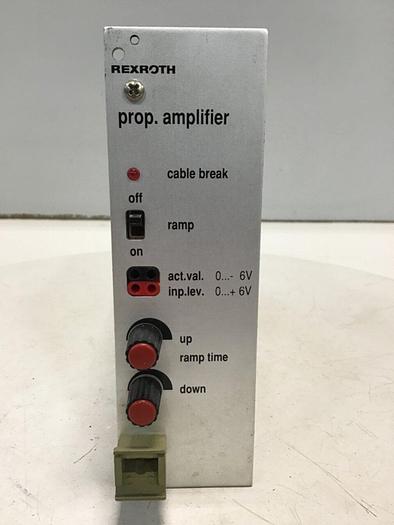 REXROTH
prop. amplifier
cable break
off
ramp
on
act.val. 0...- 6V
inp.lev. 0...+ 6V
up
ramp time
down